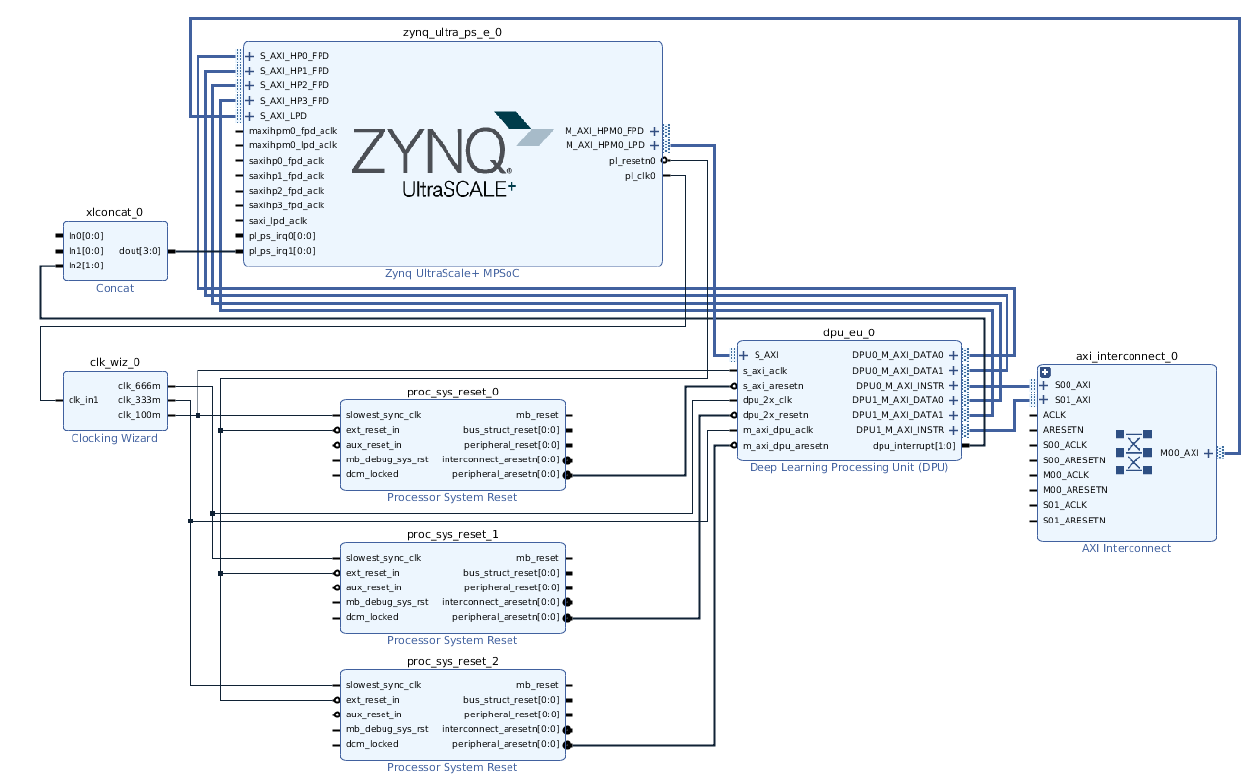 zynq_ultra_ps_e_0
S_AXI_HP0_FPD
S_AXI_HP1_FPD
S_AXI_HP2_FPD
S_AXI_HP3_FPD
S_AXI_LPD
maxihpm0_fpd_aclk
maxihpm0_lpd_aclk
saxihp0_fpd_aclk
saxihp1_fpd_aclk
saxihp2_fpd_aclk
saxihp3_fpd_aclk
saxi_lpd_aclk
pl_ps_irq0[0:0]
pl_ps_irq1[0:0]
ZYNQ
UltraSCALE+
M_AXI_HPM0_FPD
M_AXI_HPM0_LPD
pl_resetn0
pl_clk0
Zynq UltraScale+ MPSoC
xlconcat_0
In0[0:0]
In1[0:0]
In2[1:0]
dout[3:0]
Concat
clk_wiz_0
clk_in1
clk_666m
clk_333m
clk_100m
Clocking Wizard
proc_sys_reset_0
slowest_sync_clk
ext_reset_in
aux_reset_in
mb_debug_sys_rst
dcm_locked
mb_reset
bus_struct_reset[0:0]
peripheral_reset[0:0]
interconnect_aresetn[0:0]
peripheral_aresetn[0:0]
Processor System Reset
proc_sys_reset_1
slowest_sync_clk
ext_reset_in
aux_reset_in
mb_debug_sys_rst
dcm_locked
mb_reset
bus_struct_reset[0:0]
peripheral_reset[0:0]
interconnect_aresetn[0:0]
peripheral_aresetn[0:0]
Processor System Reset
proc_sys_reset_2
slowest_sync_clk
ext_reset_in
aux_reset_in
mb_debug_sys_rst
dcm_locked
mb_reset
bus_struct_reset[0:0]
peripheral_reset[0:0]
interconnect_aresetn[0:0]
peripheral_aresetn[0:0]
Processor System Reset
dpu_eu_0
S_AXI
s_axi_aclk
s_axi_aresetn
dpu_2x_clk
dpu_2x_resetn
m_axi_dpu_aclk
m_axi_dpu_aresetn
DPU0_M_AXI_DATA0
DPU0_M_AXI_DATA1
DPU0_M_AXI_INSTR
DPU1_M_AXI_DATA0
DPU1_M_AXI_DATA1
DPU1_M_AXI_INSTR
dpu_interrupt[1:0]
Deep Learning Processing Unit (DPU)
axi_interconnect_0
S00_AXI
S01_AXI
ACLK
ARESETN
S00_ACLK
S00_ARESETN
M00_ACLK
M00_ARESETN
S01_ACLK
S01_ARESETN
M00_AXI
AXI Interconnect